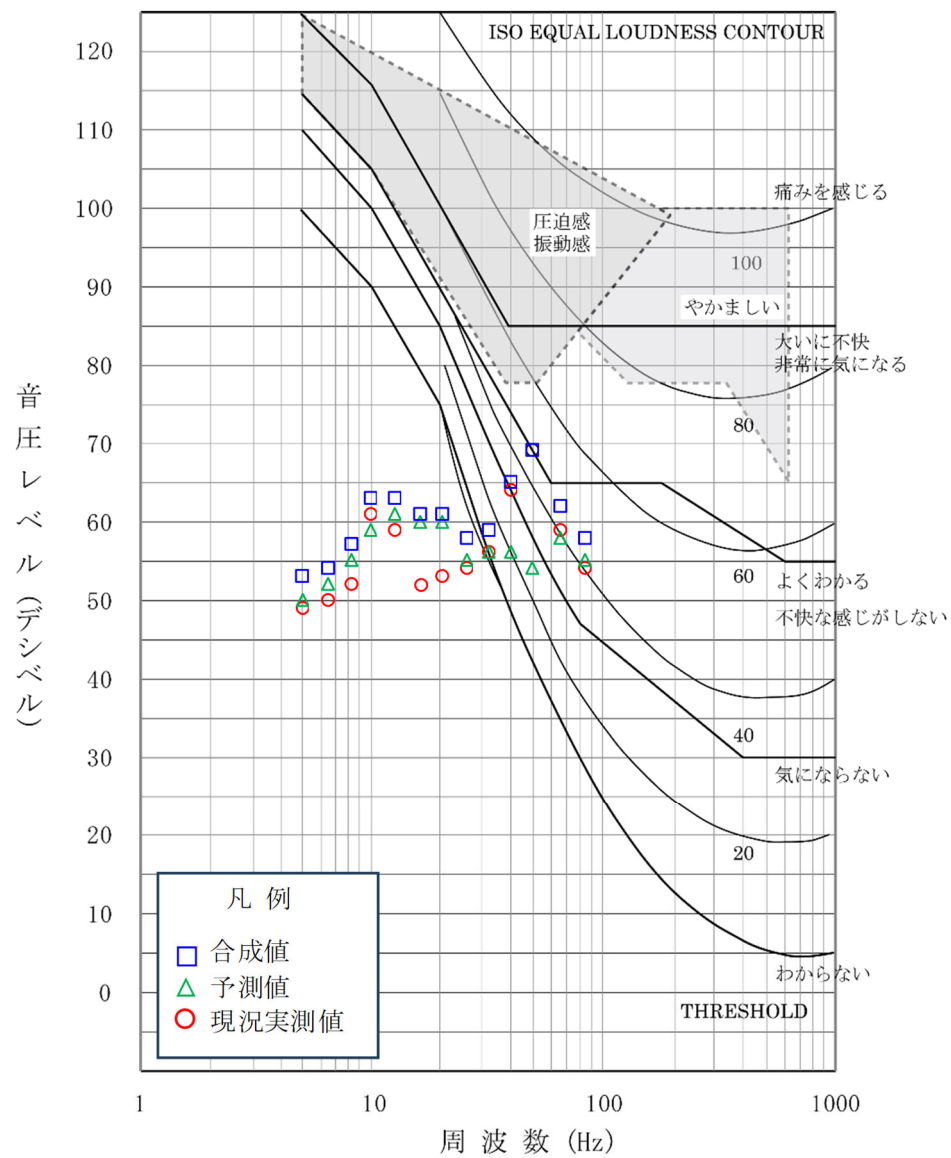 ISO EQUAL LOUDNESS CONTOUR
120
110
100
90
80
70
60
50
40
30
20
10
0
音圧レベル(デシベル)
痛みを感じる
圧迫感
振動感
100
やかましい
大いに不快
非常に気になる
80
60
よくわかる
不快な感じがしない
40
気にならない
20
わからない
THRESHOLD
凡 例
合成値
予測値
現況実測値
1
10
100
1000
周 波 数 (Hz)